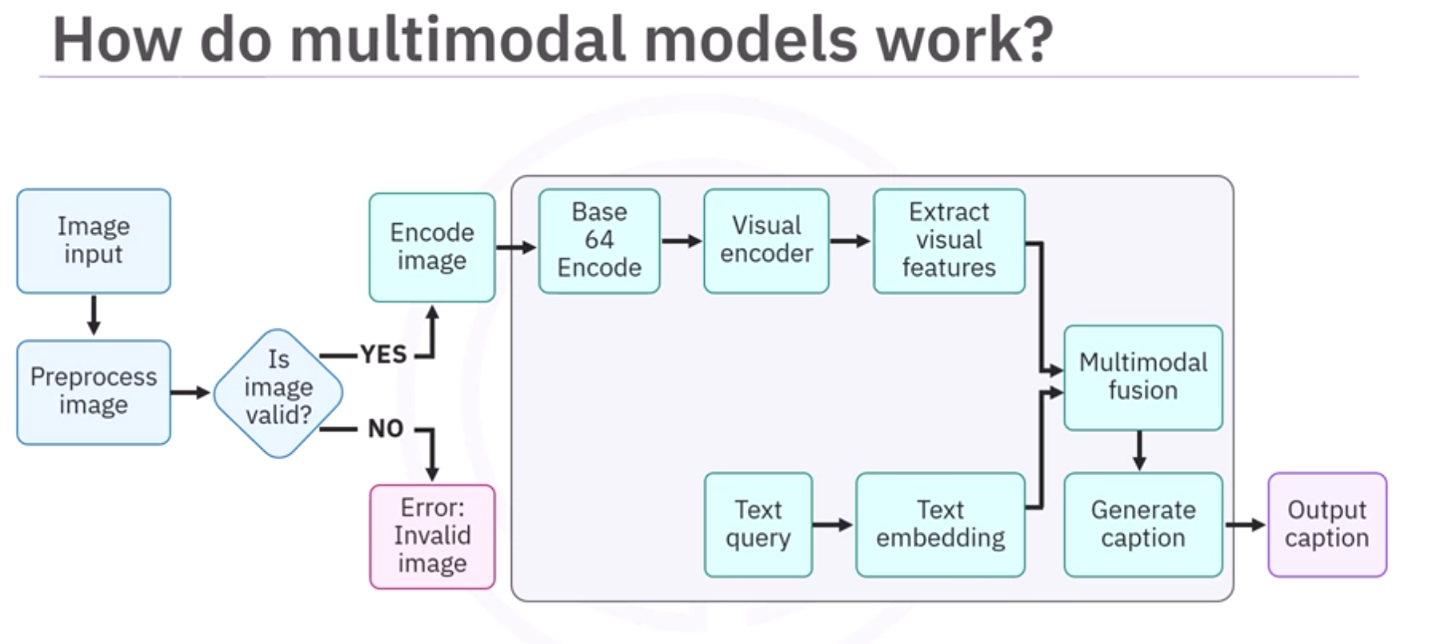 How do multimodal models work?
Image
input
Preprocess
image
Is
image
valid?
YES
NO
Encode
image
Error:
Invalid
image
Base
64
Encode
Visual
encoder
Extract
visual
features
Text
query
Text
embedding
Multimodal
fusion
Generate
caption
Output
caption